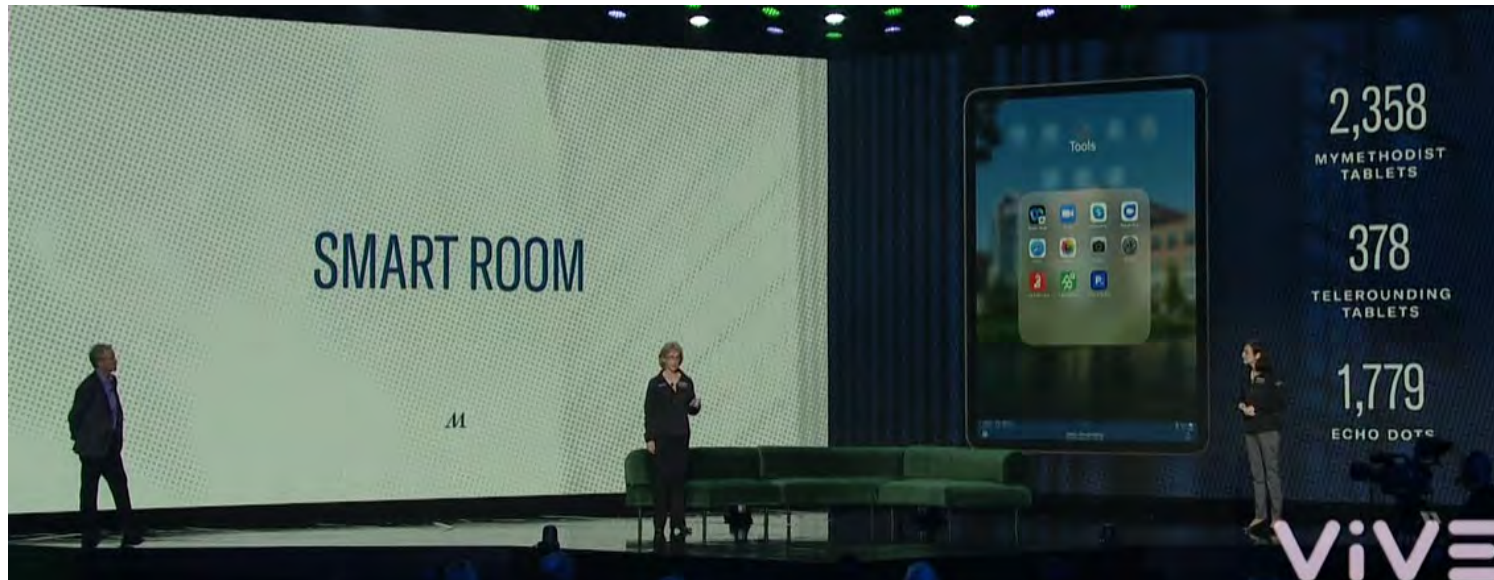 SMART ROOM
M
Tools
2,358
MYMETHODIST
TABLETS
378
TELEROUNDING
TABLETS
1,779
ECHO DOTS
ViVE